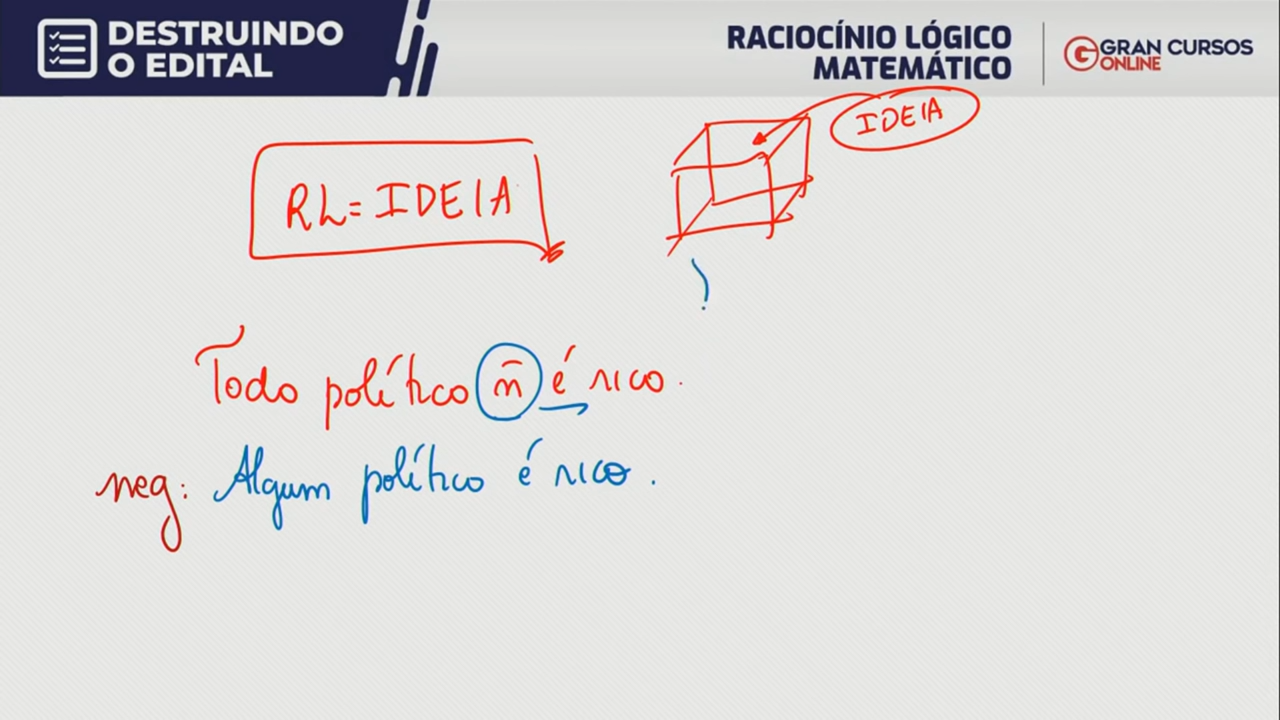 DESTRUINDO
O EDITAL
RACIOCÍNIO LÓGICO
MATEMÁTICO
GRAN CURSOS
ONLINE
IDEIA
RL = IDEIA
Todo político ñ é rico.
neg: Algum político é rico.